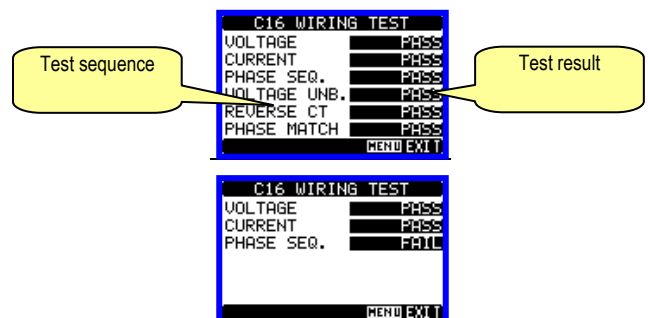 C16 WIRING TEST
VOLTAGE PASS
CURRENT PASS
PHASE SEQ. PASS
VOLTAGE UNB. PASS
REVERSE CT PASS
PHASE MATCH PASS
MENU EXIT
Test sequence
Test result
C16 WIRING TEST
VOLTAGE PASS
CURRENT PASS
PHASE SEQ. FAIL
MENU EXIT